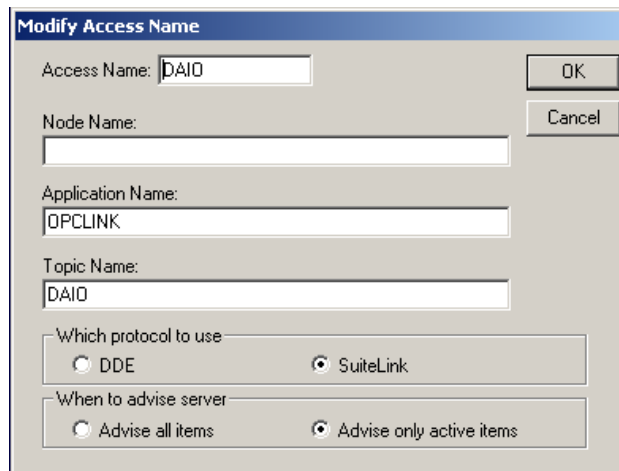 Modify Access Name
Access Name: DAIO
OK
Cancel
Node Name:
Application Name:
OPCLINK
Topic Name:
DAIO
Which protocol to use
DDE SuiteLink
When to advise server
Advise all items Advise only active items